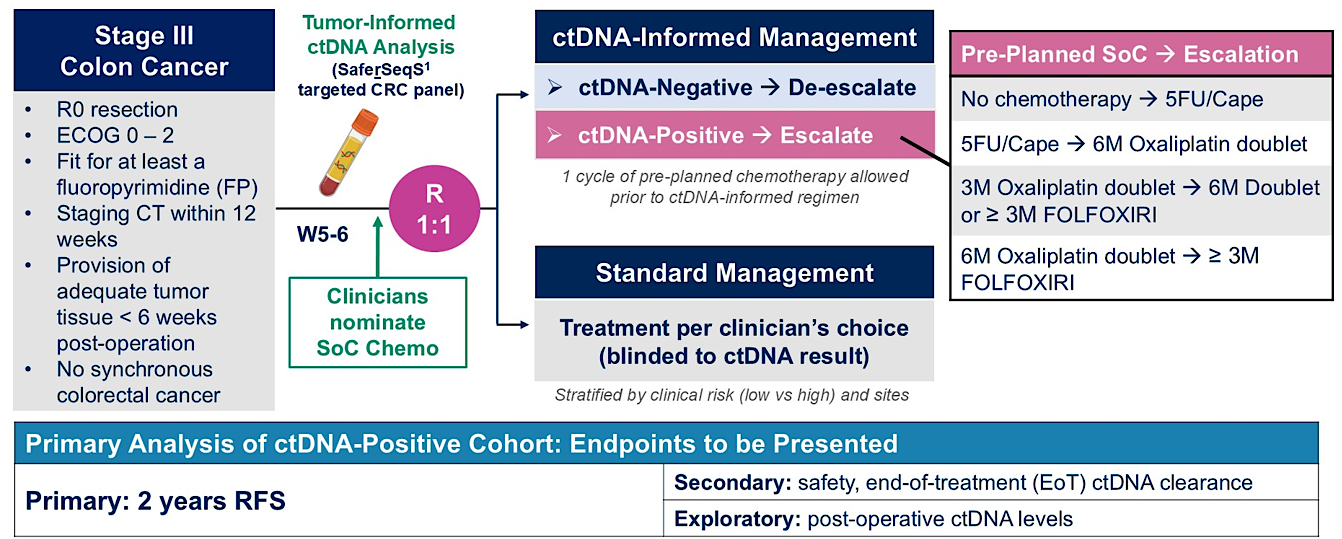 Stage III
Colon Cancer
• R0 resection
• ECOG 0 – 2
• Fit for at least a
fluoropyrimidine (FP)
• Staging CT within 12
weeks
• Provision of
adequate tumor
tissue < 6 weeks
post-operation
• No synchronous
colorectal cancer
Tumor-Informed
ctDNA Analysis
(SaferSeqS¹
targeted CRC panel)
W5-6
R
1:1
Clinicians
nominate
SoC Chemo
ctDNA-Informed Management
➢ ctDNA-Negative → De-escalate
➢ ctDNA-Positive → Escalate
1 cycle of pre-planned chemotherapy allowed
prior to ctDNA-informed regimen
Standard Management
Treatment per clinician’s choice
(blinded to ctDNA result)
Stratified by clinical risk (low vs high) and sites
Pre-Planned SoC → Escalation
No chemotherapy → 5FU/Cape
5FU/Cape → 6M Oxaliplatin doublet
3M Oxaliplatin doublet → 6M Doublet
or ≥ 3M FOLFOXIRI
6M Oxaliplatin doublet → ≥ 3M
FOLFOXIRI
Primary Analysis of ctDNA-Positive Cohort: Endpoints to be Presented
Primary: 2 years RFS
Secondary: safety, end-of-treatment (EoT) ctDNA clearance
Exploratory: post-operative ctDNA levels